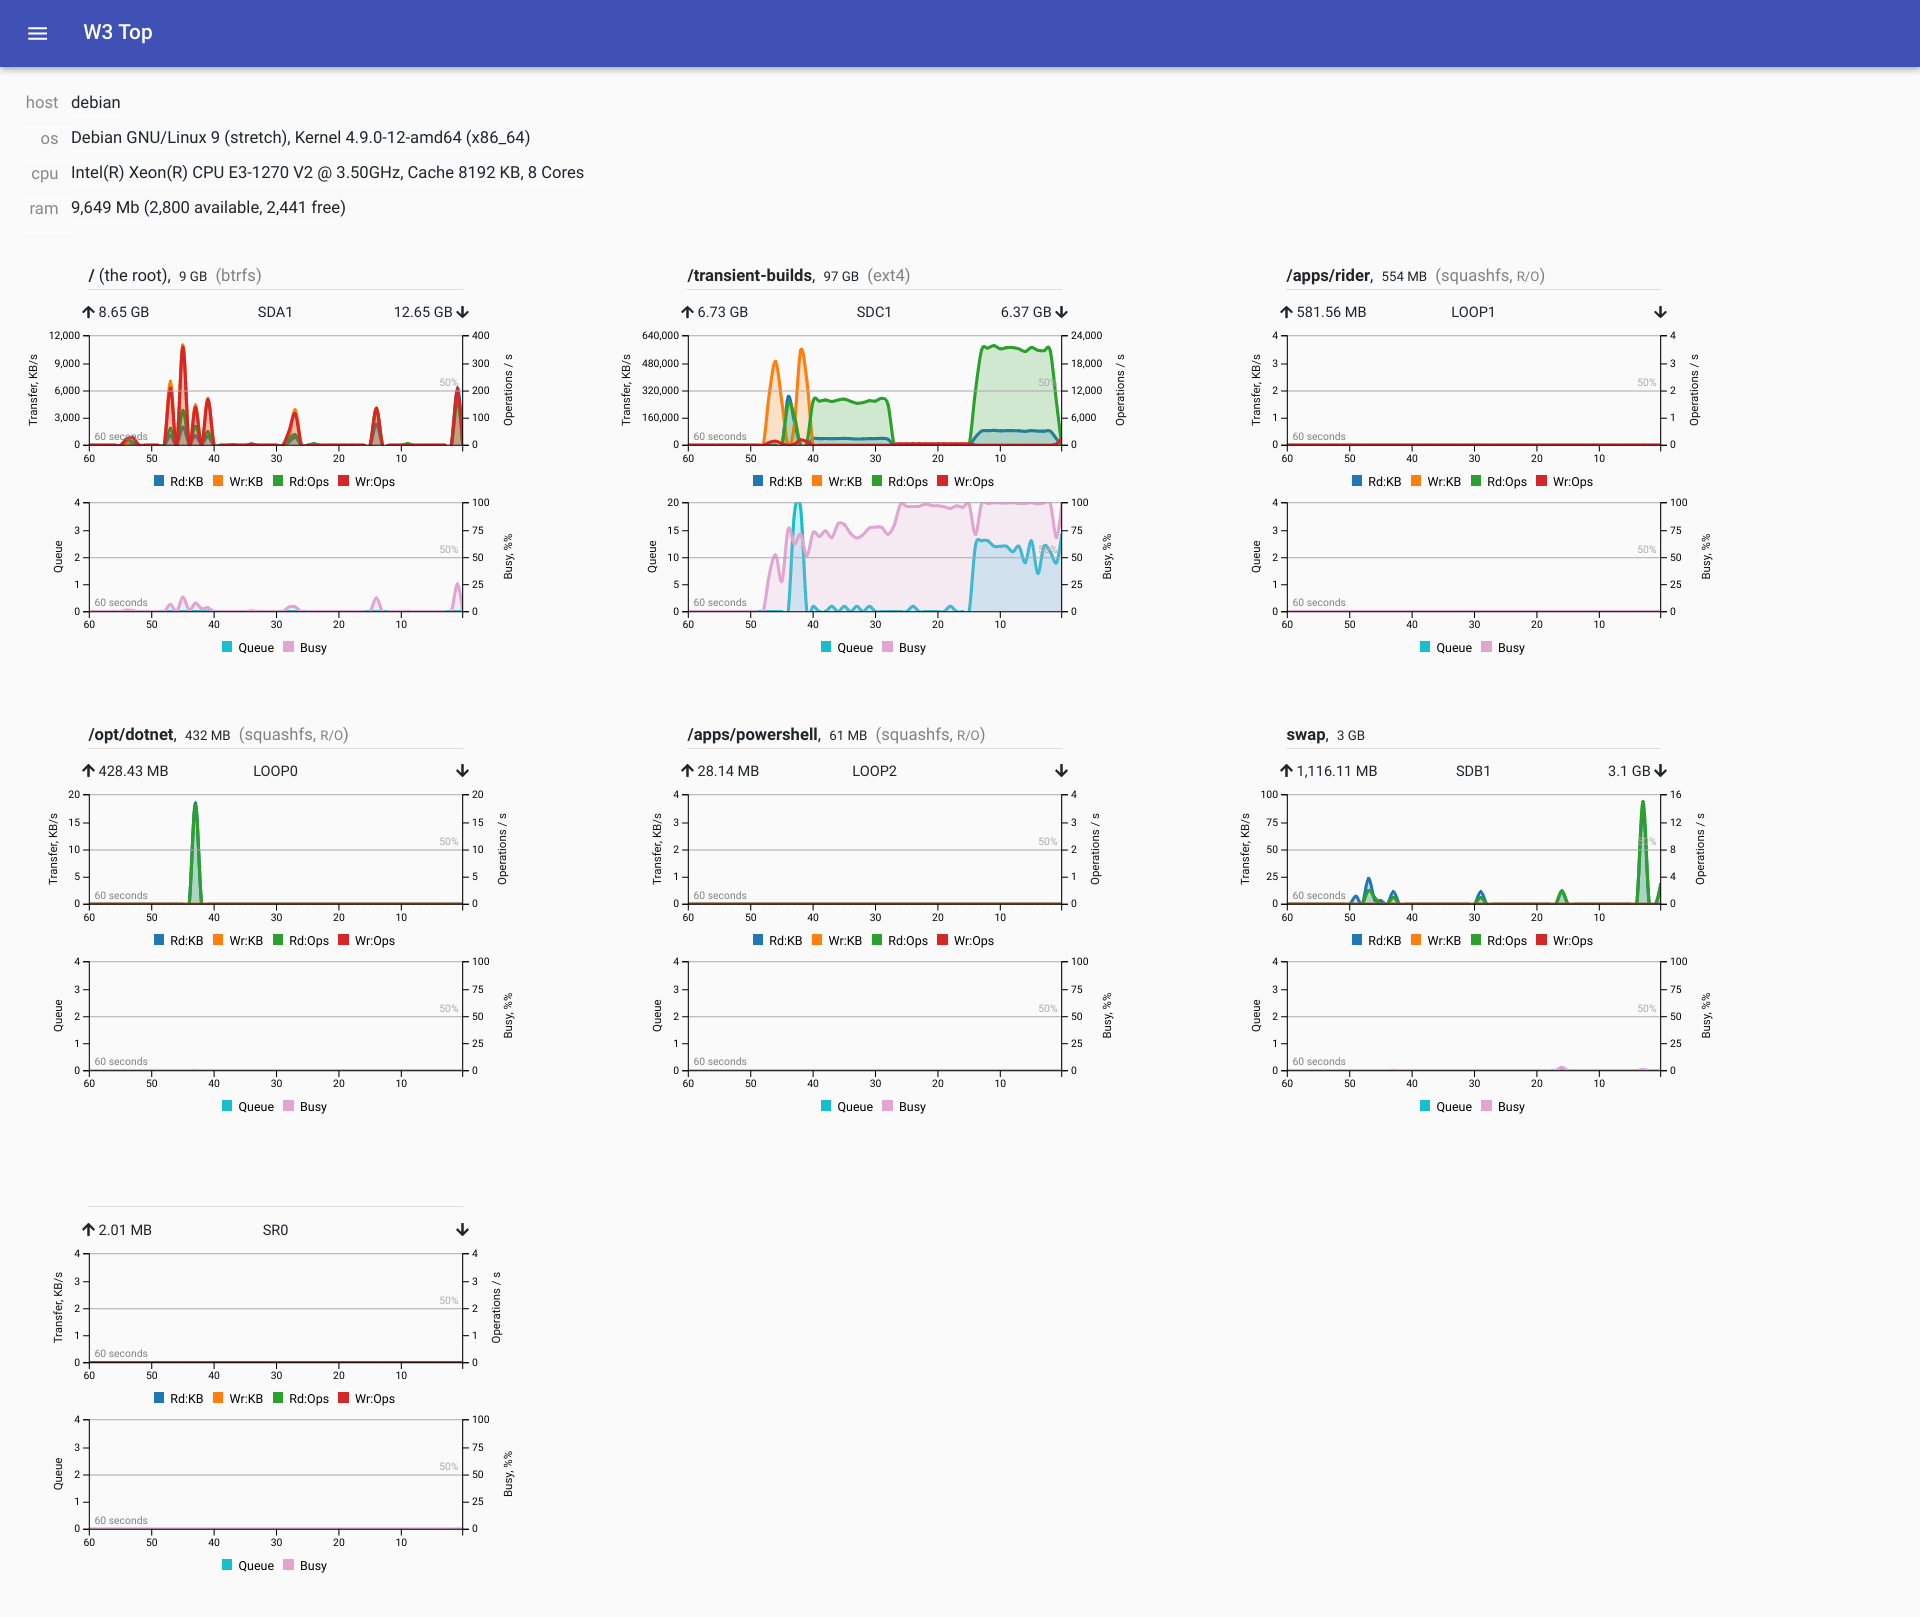 W3 Top
host debian
os Debian GNU/Linux 9 (stretch), Kernel 4.9.0-12-amd64 (x86_64)
cpu Intel(R) Xeon(R) CPU E3-1270 V2 @ 3.50GHz, Cache 8192 KB, 8 Cores
ram 9,649 Mb (2,800 available, 2,441 free)
/ (the root), 9 GB (btrfs)
8.65 GB SDA1 12.65 GB
12,000 9,000 6,000 3,000 0
Transfer, KB/s
400 300 200 100 0
Operations / s
50%
60 seconds
60 50 40 30 20 10
Rd:KB Wr:KB Rd:Ops Wr:Ops
4 3 2 1 0
Queue
100 75 50 25 0
Busy, %%
50%
60 seconds
60 50 40 30 20 10
Queue Busy
/transient-builds, 97 GB (ext4)
6.73 GB SDC1 6.37 GB
640,000 480,000 320,000 160,000 0
Transfer, KB/s
24,000 18,000 12,000 6,000 0
Operations / s
50%
60 seconds
60 50 40 30 20 10
Rd:KB Wr:KB Rd:Ops Wr:Ops
20 15 10 5 0
Queue
100 75 50 25 0
Busy, %%
50%
60 seconds
60 50 40 30 20 10
Queue Busy
/apps/rider, 554 MB (squashfs, R/O)
581.56 MB LOOP1
4 3 2 1 0
Transfer, KB/s
4 3 2 1 0
Operations / s
50%
60 seconds
60 50 40 30 20 10
Rd:KB Wr:KB Rd:Ops Wr:Ops
4 3 2 1 0
Queue
100 75 50 25 0
Busy, %%
50%
60 seconds
60 50 40 30 20 10
Queue Busy
/opt/dotnet, 432 MB (squashfs, R/O)
428.43 MB LOOP0
20 15 10 5 0
Transfer, KB/s
20 15 10 5 0
Operations / s
50%
60 seconds
60 50 40 30 20 10
Rd:KB Wr:KB Rd:Ops Wr:Ops
4 3 2 1 0
Queue
100 75 50 25 0
Busy, %%
50%
60 seconds
60 50 40 30 20 10
Queue Busy
/apps/powershell, 61 MB (squashfs, R/O)
28.14 MB LOOP2
4 3 2 1 0
Transfer, KB/s
4 3 2 1 0
Operations / s
50%
60 seconds
60 50 40 30 20 10
Rd:KB Wr:KB Rd:Ops Wr:Ops
4 3 2 1 0
Queue
100 75 50 25 0
Busy, %%
50%
60 seconds
60 50 40 30 20 10
Queue Busy
swap, 3 GB
1,116.11 MB SDB1 3.1 GB
100 75 50 25 0
Transfer, KB/s
16 12 8 4 0
Operations / s
50%
60 seconds
60 50 40 30 20 10
Rd:KB Wr:KB Rd:Ops Wr:Ops
4 3 2 1 0
Queue
100 75 50 25 0
Busy, %%
50%
60 seconds
60 50 40 30 20 10
Queue Busy
2.01 MB SR0
4 3 2 1 0
Transfer, KB/s
4 3 2 1 0
Operations / s
50%
60 seconds
60 50 40 30 20 10
Rd:KB Wr:KB Rd:Ops Wr:Ops
4 3 2 1 0
Queue
100 75 50 25 0
Busy, %%
50%
60 seconds
60 50 40 30 20 10
Queue Busy